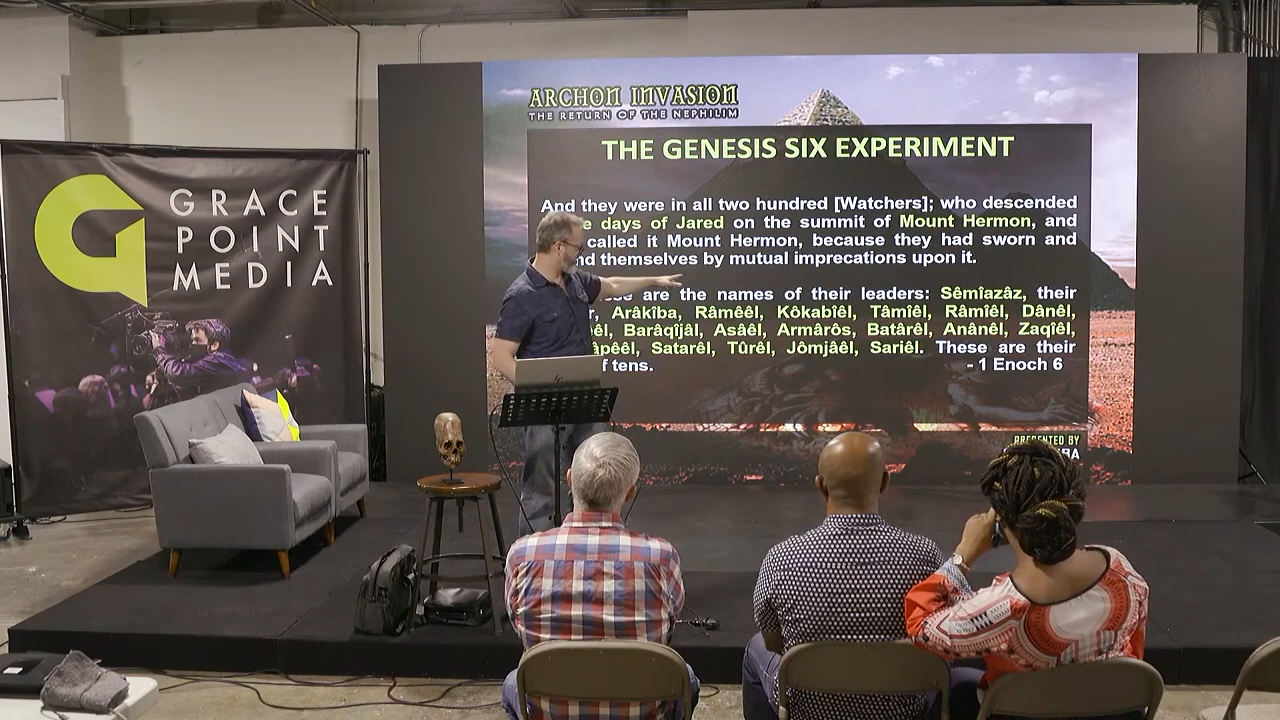 GRACE
POINT
MEDIA
ARCHON INVASION
THE RETURN OF THE NEPHILIM
THE GENESIS SIX EXPERIMENT
And they were in all two hundred [Watchers]; who descended
days of Jared on the summit of Mount Hermon, and
called it Mount Hermon, because they had sworn and
themselves by mutual imprecations upon it.
are the names of their leaders: Sêmîazâz, their
Arâkîba, Râmêêl, Kôkabîêl, Tâmîêl, Râmîêl, Dânêl,
Barâqîjâl, Asâêl, Armârôs, Batârêl, Anânêl, Zaqîêl,
Satarêl, Tûrêl, Jômjâêl, Sariêl. These are their
f tens. - 1 Enoch 6
PRESENTED BY
hp